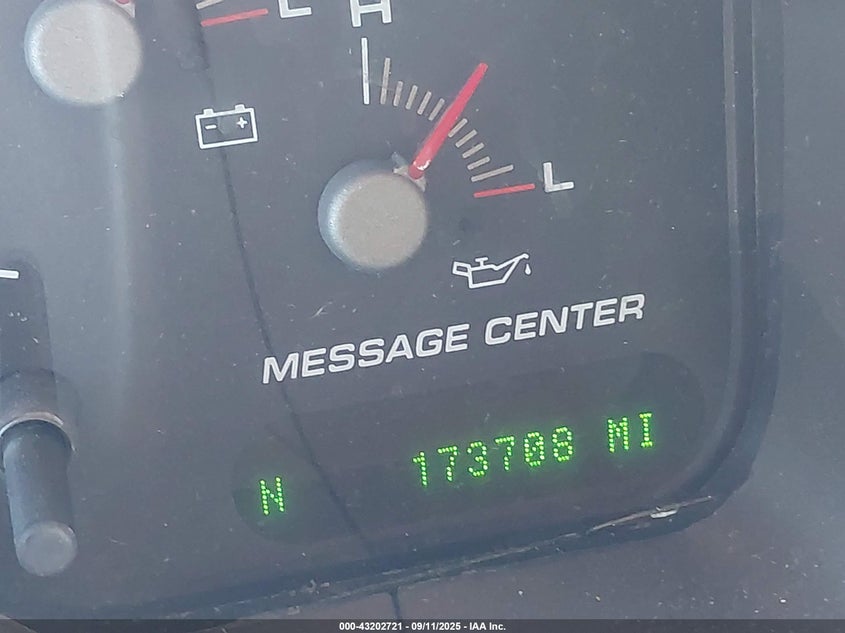 L
H
L
MESSAGE CENTER
N 173708 MI
000-43202721 - 09/11/2025 - IAA Inc.